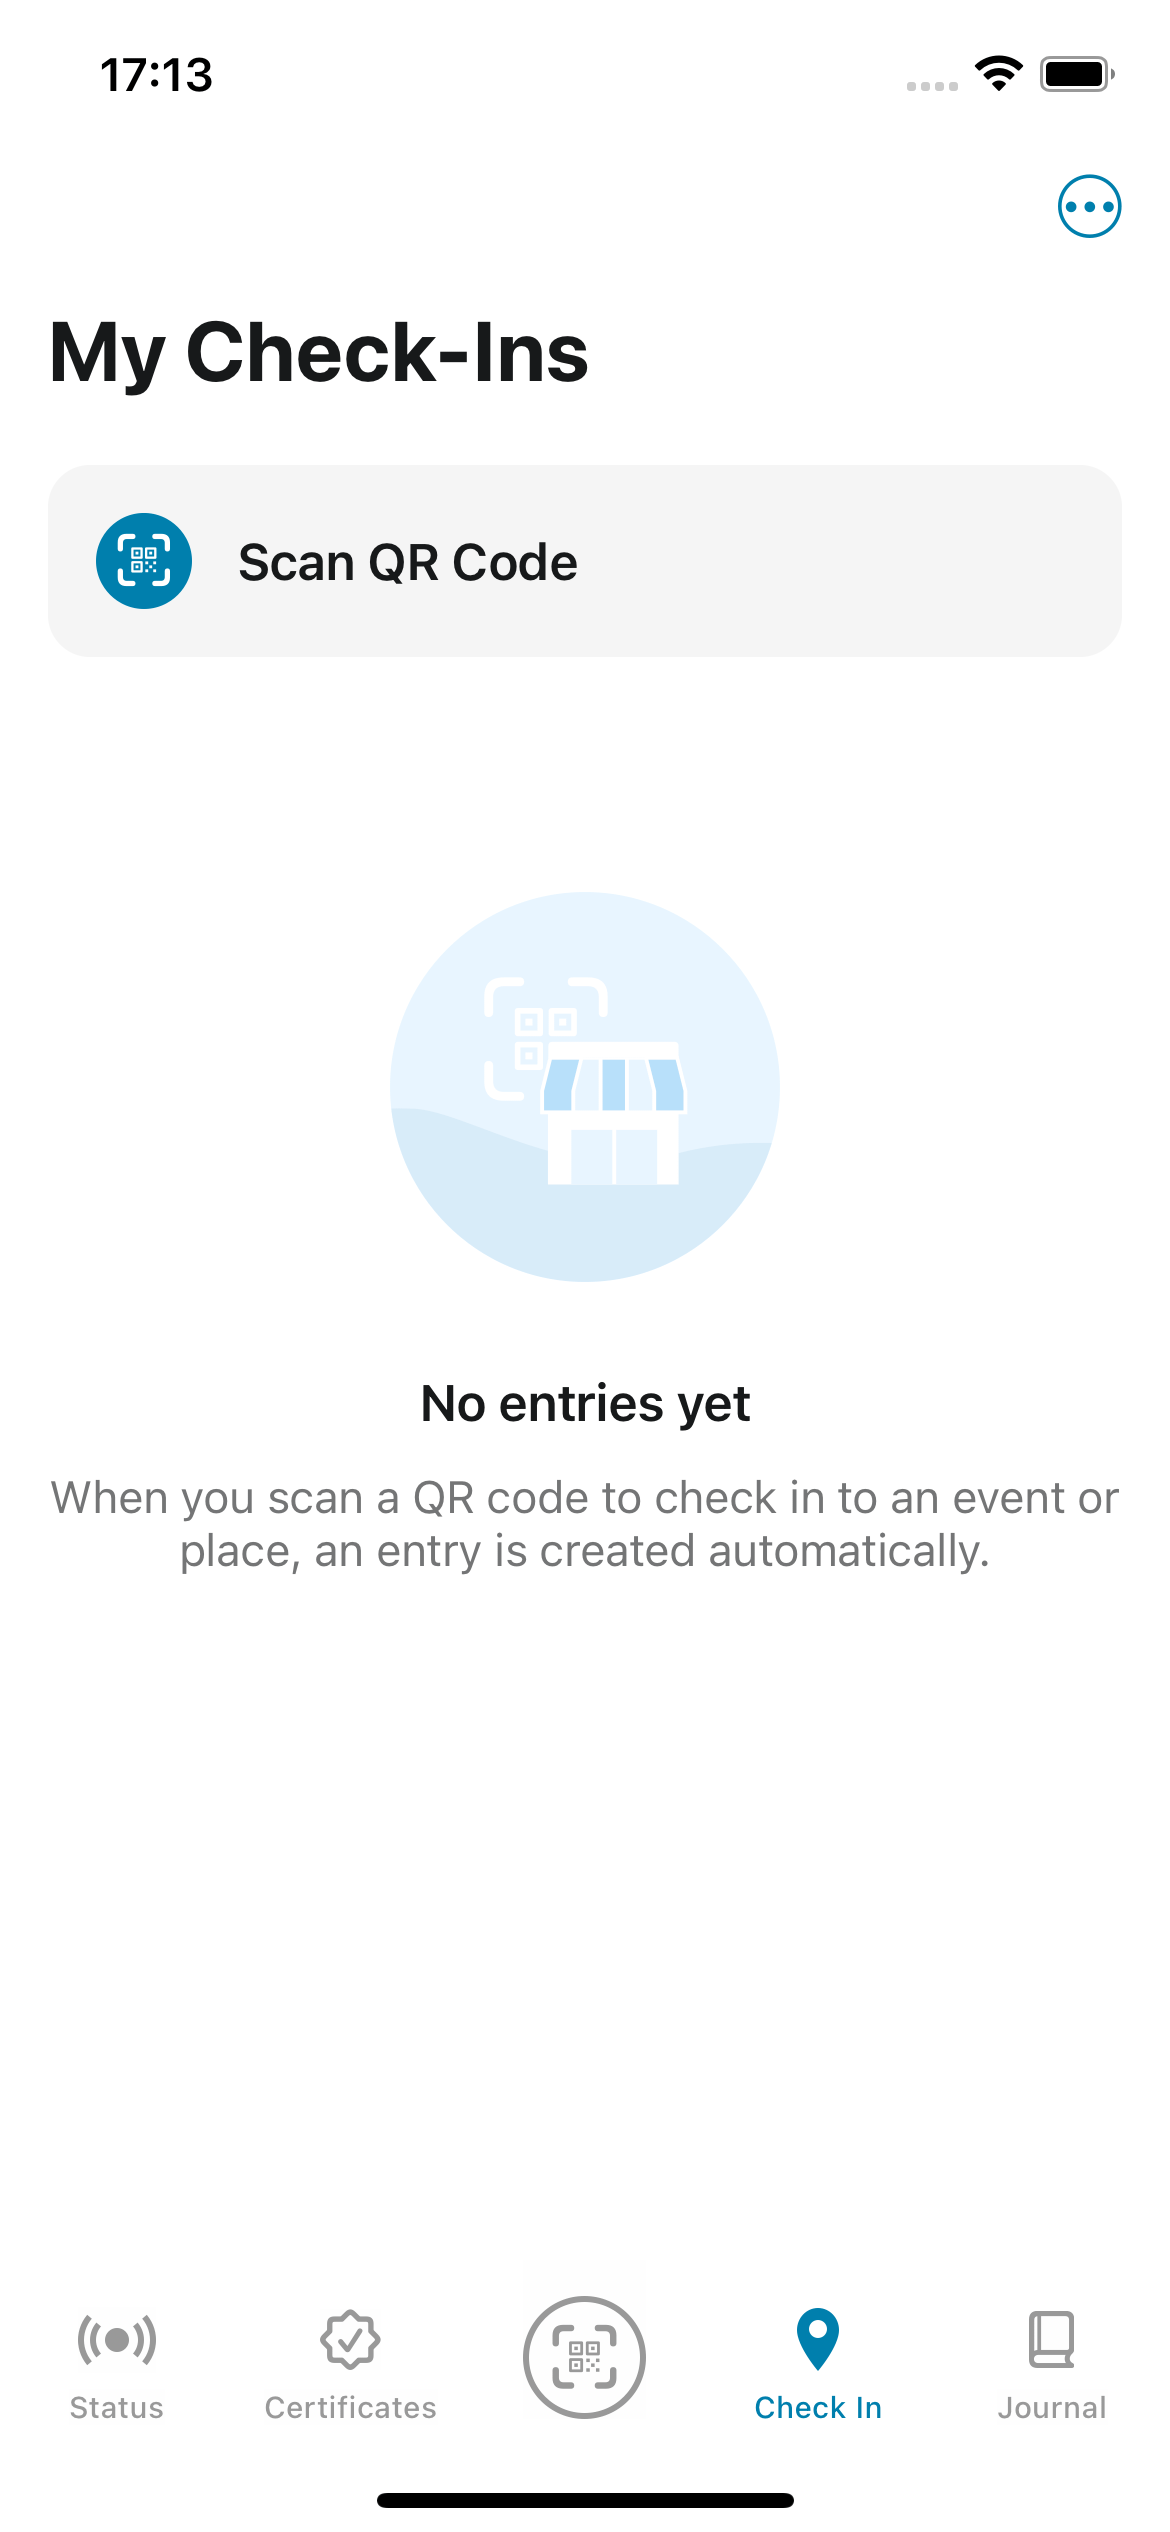 17:13
My Check-Ins
Scan QR Code
No entries yet
When you scan a QR code to check in to an event or
place, an entry is created automatically.
Status
Certificates
Check In
Journal